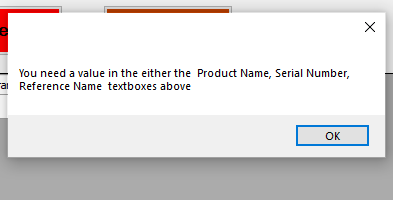 You need a value in the either the  Product Name, Serial Number,
Reference Name  textboxes above
OK